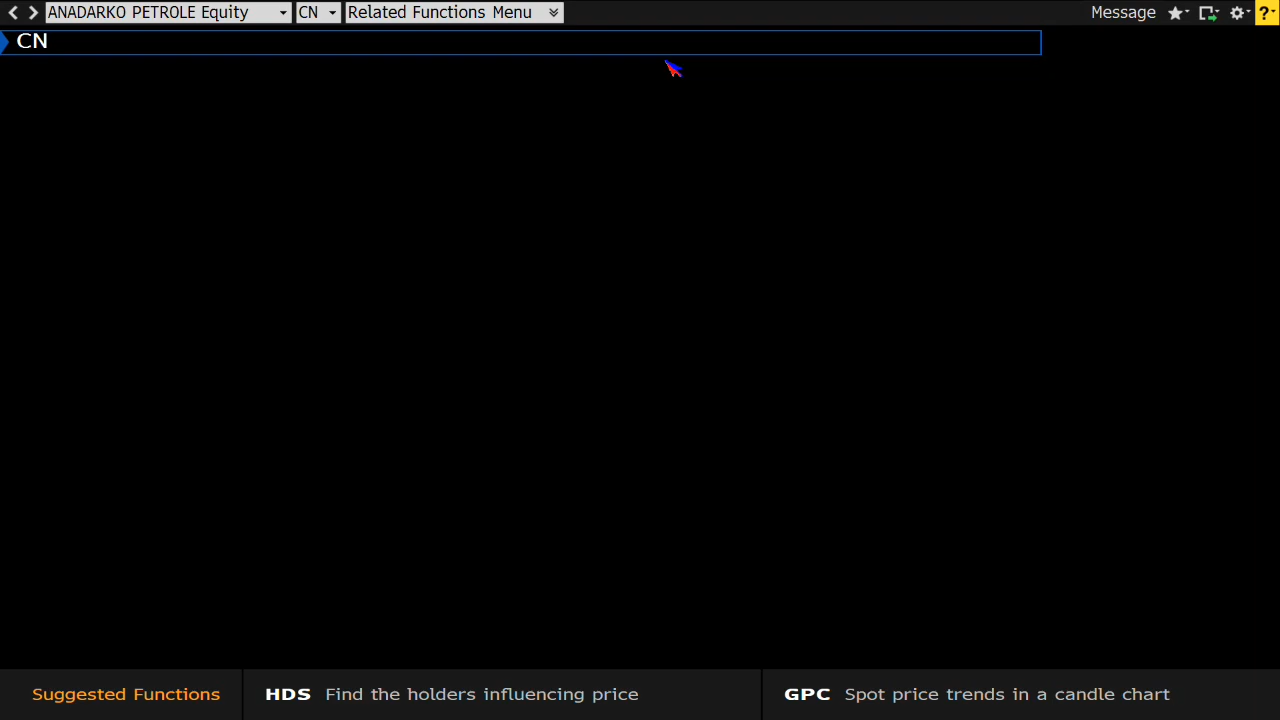 ANADARKO PETROLE Equity CN Related Functions Menu Message ?
CN
Suggested Functions HDS Find the holders influencing price GPC Spot price trends in a candle chart